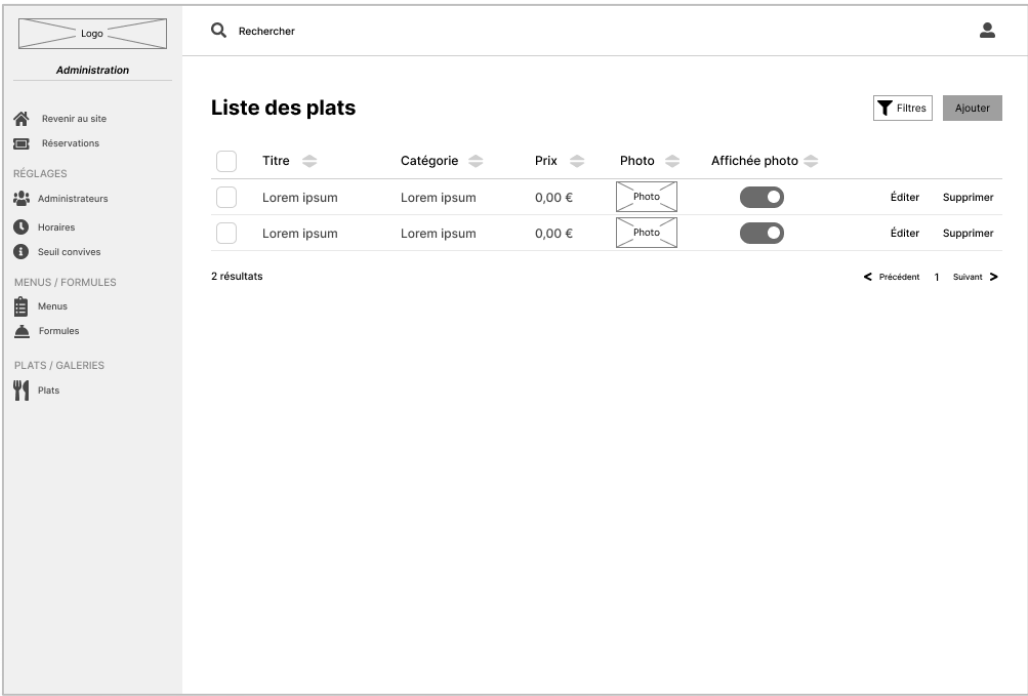 Logo
Administration
Revenir au site
Réservations
RÉGLAGES
Administrateurs
Horaires
Seuil convives
MENUS / FORMULES
Menus
Formules
PLATS / GALERIES
Plats
Rechercher
Liste des plats
Filtres
Ajouter
Titre Catégorie Prix Photo Affichée photo
Lorem ipsum Lorem ipsum 0,00 € Photo Éditer Supprimer
Lorem ipsum Lorem ipsum 0,00 € Photo Éditer Supprimer
2 résultats
Précédent 1 Suivant